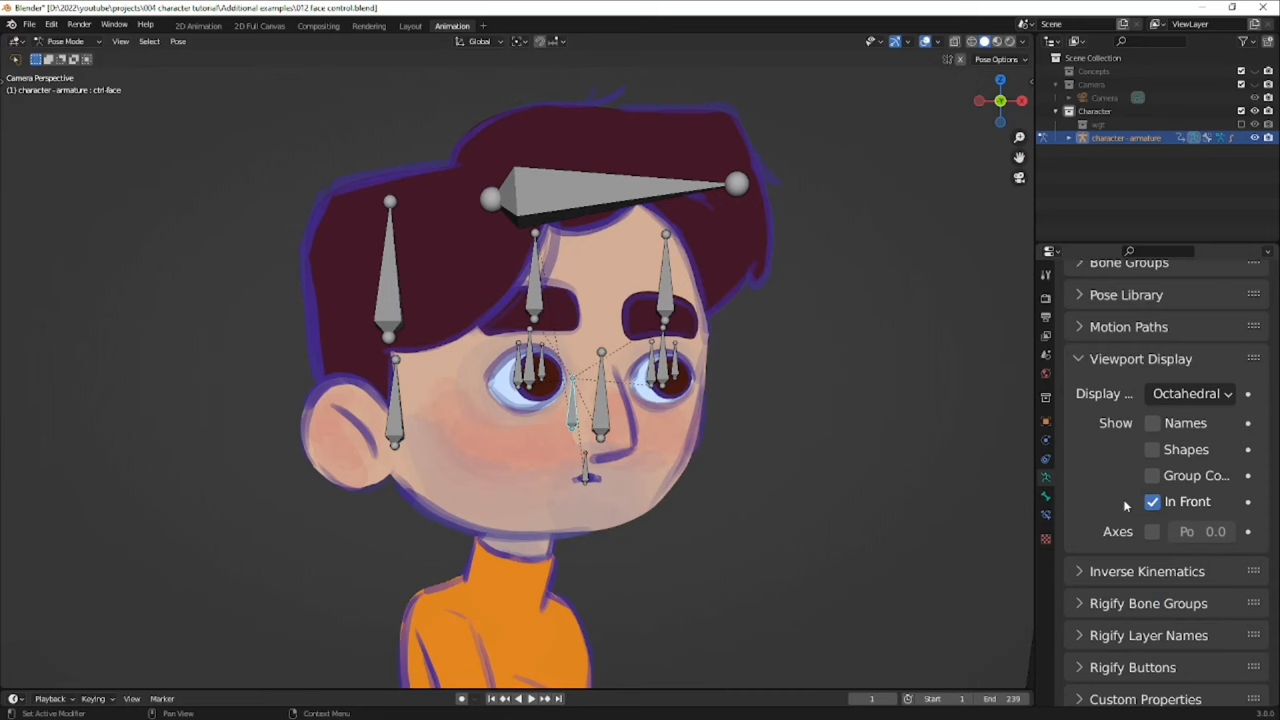 Blender* [D:\2022\youtube\projects\004 character tutorial\Additional examples\012 face control.blend]
File Edit Render Window Help 2D Animation 2D Full Canvas Compositing Rendering Layout Animation + Scene ViewLayer
Pose Mode View Select Pose Global
Pose Options
Camera Perspective
(1) character - armature : ctrl-face
Scene Collection
Concepts
Camera
Camera
Character
wgt
character - armature
Bone Groups
Pose Library
Motion Paths
Viewport Display
Display ... Octahedral
Show Names
Shapes
Group Co...
In Front
Axes Po 0.0
Inverse Kinematics
Rigify Bone Groups
Rigify Layer Names
Rigify Buttons
Custom Properties
Playback Keying View Marker 1 Start 1 End 239
Set Active Modifier Pan View Context Menu 3.0.0